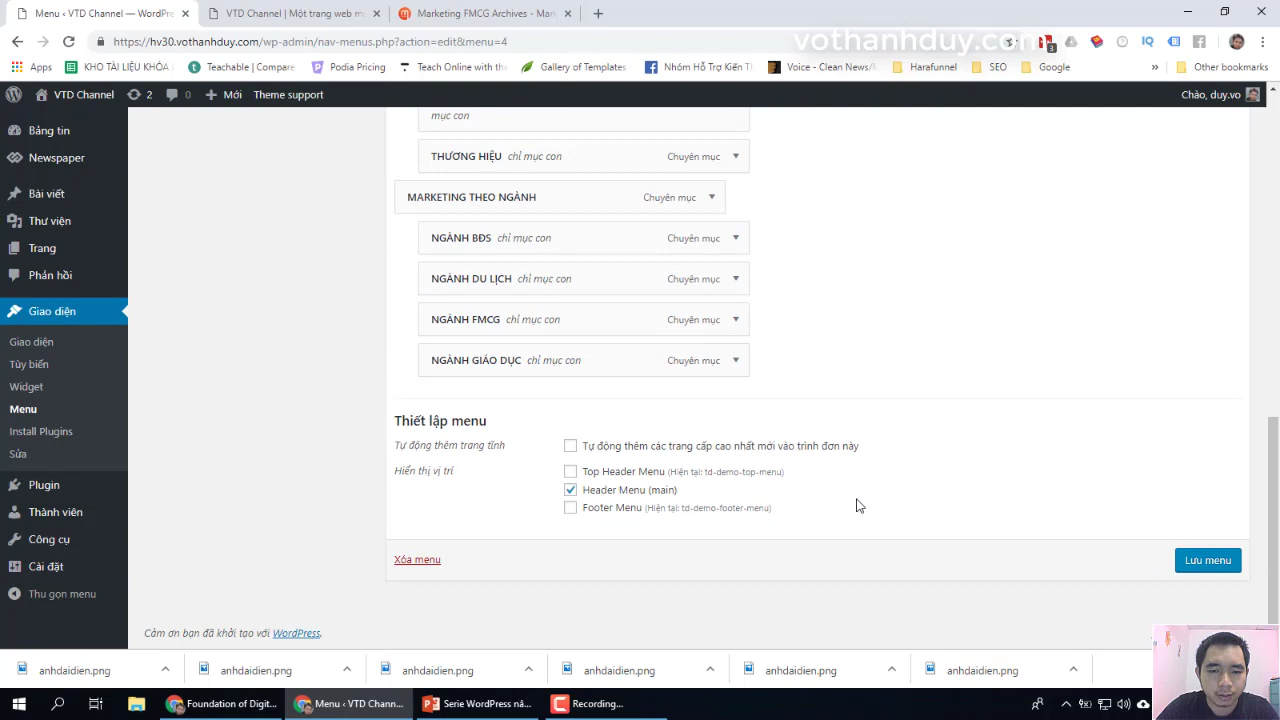 Menu ‹ VTD Channel — WordPre
VTD Channel | Một trang web m
Marketing FMCG Archives - Mar
https://hv30.vothanhduy.com/wp-admin/nav-menus.php?action=edit&menu=4
vothanhduy.com
3
IQ
Apps
KHO TÀI LIỆU KHÓA
Teachable | Compare
Podia Pricing
Teach Online with th
Gallery of Templates
Nhóm Hỗ Trợ Kiến T
Voice - Clean News/
Harafunnel
SEO
Google
»
Other bookmarks
VTD Channel
2
0
Mới
Theme support
Chào, duy.vo
Bảng tin
Newspaper
Bài viết
Thư viện
Trang
Phản hồi
Giao diện
Giao diện
Tùy biến
Widget
Menu
Install Plugins
Sửa
Plugin
Thành viên
Công cụ
Cài đặt
Thu gọn menu
mục con
THƯƠNG HIỆU chỉ mục con Chuyên mục
MARKETING THEO NGÀNH Chuyên mục
NGÀNH BĐS chỉ mục con Chuyên mục
NGÀNH DU LỊCH chỉ mục con Chuyên mục
NGÀNH FMCG chỉ mục con Chuyên mục
NGÀNH GIÁO DỤC chỉ mục con Chuyên mục
Thiết lập menu
Tự động thêm trang tĩnh
Tự động thêm các trang cấp cao nhất mới vào trình đơn này
Hiển thị vị trí
Top Header Menu (Hiện tại: td-demo-top-menu)
Header Menu (main)
Footer Menu (Hiện tại: td-demo-footer-menu)
Xóa menu
Lưu menu
Cảm ơn bạn đã khởi tạo với WordPress.
anhdaidien.png
anhdaidien.png
anhdaidien.png
anhdaidien.png
anhdaidien.png
anhdaidien.png
Foundation of Digit...
Menu ‹ VTD Chann...
Serie WordPress nâ...
Recording...